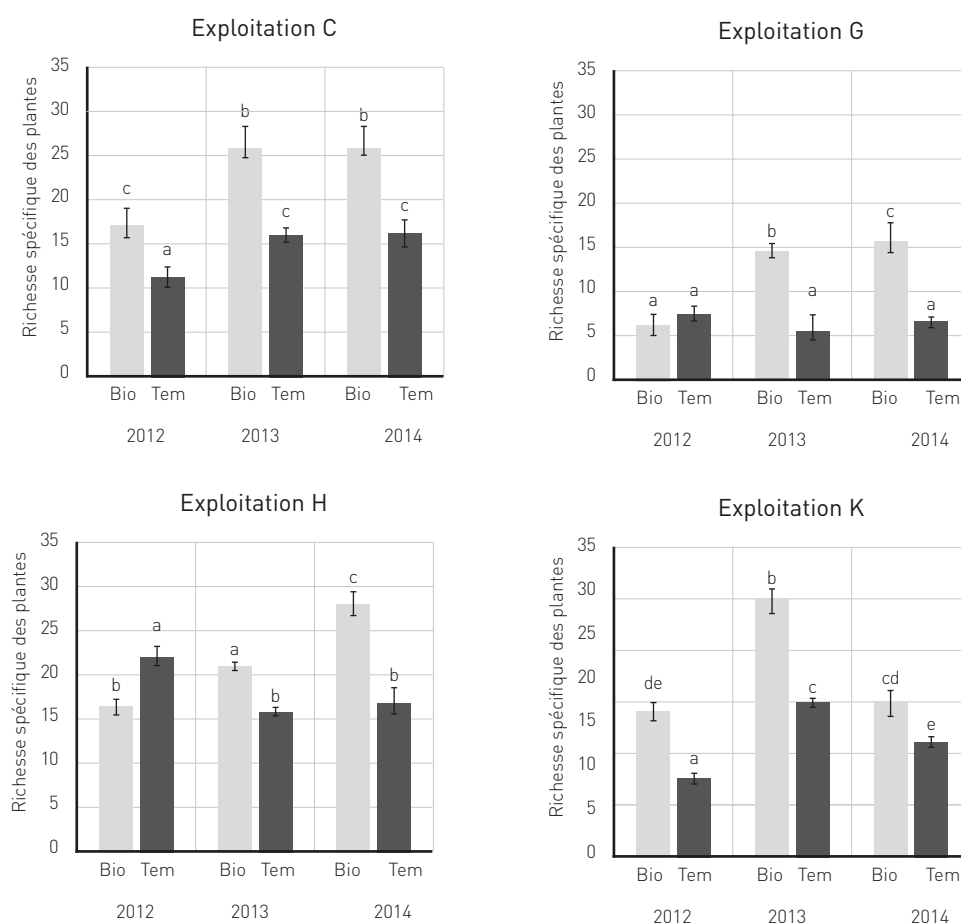 Exploitation C
Richesse spécifique des plantes
35
30
25
20
15
10
5
0
c
a
b
c
b
c
Bio Tem Bio Tem Bio Tem
2012 2013 2014
Exploitation G
Richesse spécifique des plantes
35
30
25
20
15
10
5
0
a
a
b
a
c
a
Bio Tem Bio Tem Bio Tem
2012 2013 2014
Exploitation H
Richesse spécifique des plantes
35
30
25
20
15
10
5
0
b
a
a
b
c
b
Bio Tem Bio Tem Bio Tem
2012 2013 2014
Exploitation K
Richesse spécifique des plantes
35
30
25
20
15
10
5
0
de
a
b
c
cd
e
Bio Tem Bio Tem Bio Tem
2012 2013 2014